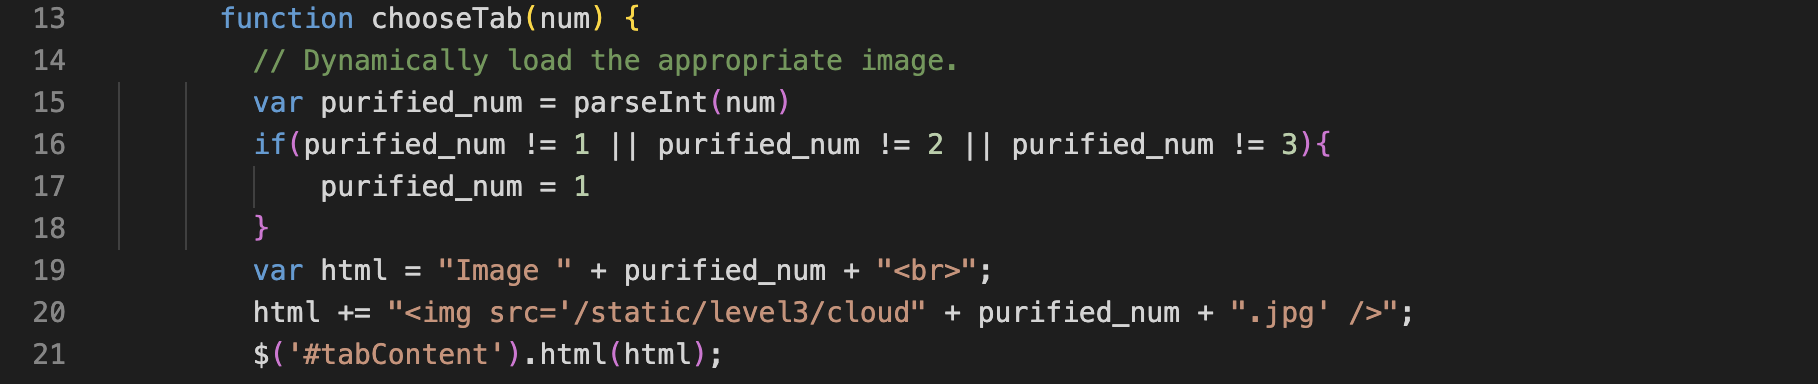 13 function chooseTab(num) {
14 // Dynamically load the appropriate image.
15 var purified_num = parseInt(num)
16 if(purified_num != 1 || purified_num != 2 || purified_num != 3){
17 purified_num = 1
18 }
19 var html = "Image " + purified_num + "<br>";
20 html += "<img src='/static/level3/cloud" + purified_num + ".jpg' />";
21 $('#tabContent').html(html);